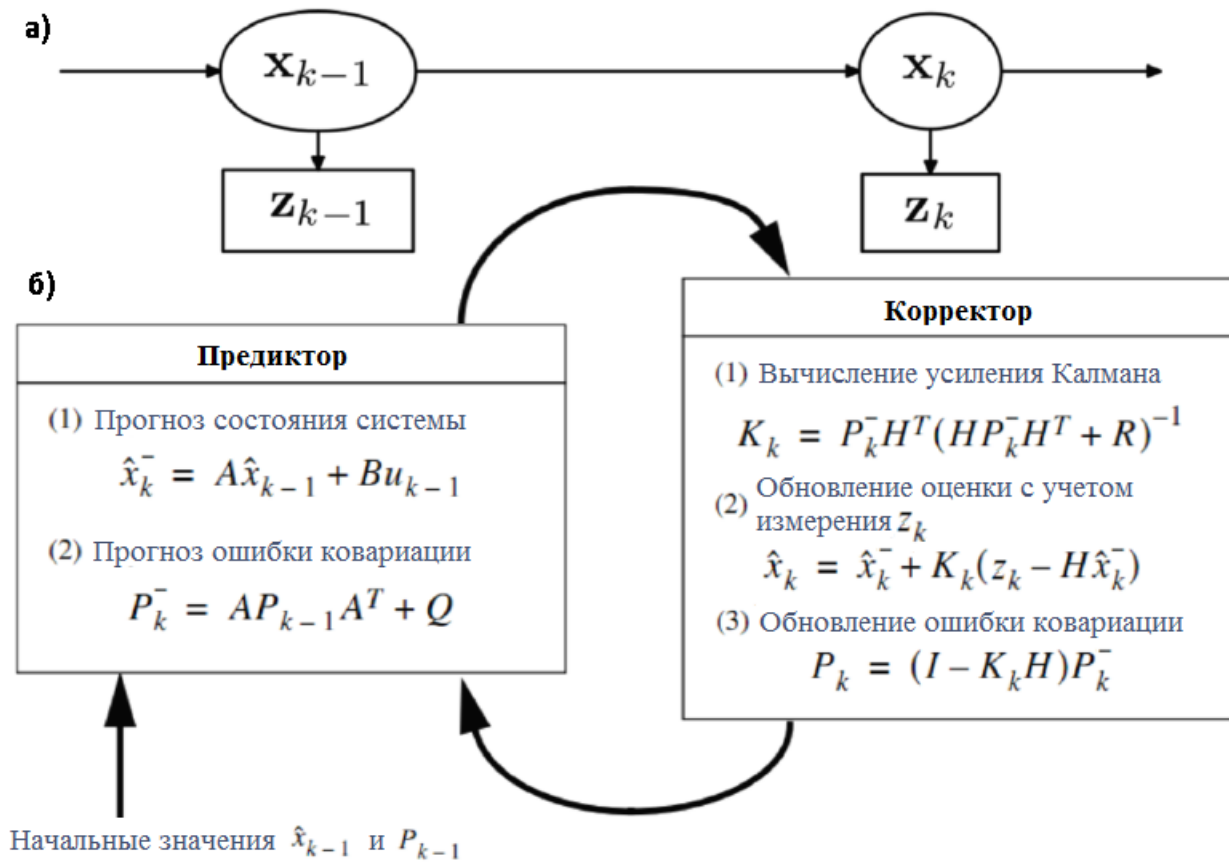 а)
x_{k−1}
x_k
z_{k−1}
z_k
б)
Предиктор
(1) Прогноз состояния системы
x̂_k^- = Ax̂_{k−1} + Bu_{k−1}
(2) Прогноз ошибки ковариации
P_k^- = AP_{k−1}A^T + Q
Корректор
(1) Вычисление усиления Калмана
K_k = P_k^- H^T (HP_k^- H^T + R)^{−1}
(2) Обновление оценки с учетом
измерения z_k
x̂_k = x̂_k^- + K_k(z_k − Hx̂_k^-)
(3) Обновление ошибки ковариации
P_k = (I − K_k H)P_k^-
Начальные значения x̂_{k−1} и P_{k−1}